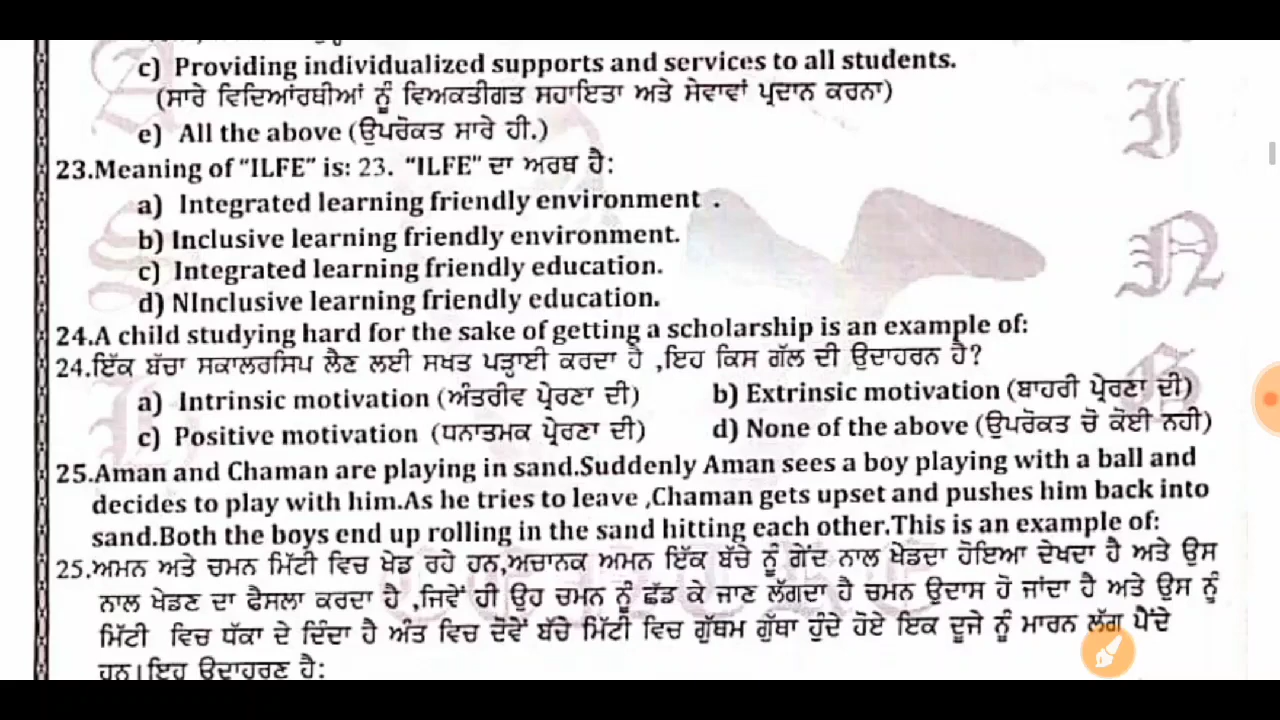 c) Providing individualized supports and services to all students.
(ਸਾਰੇ ਵਿਦਿਆਂਰਥੀਆਂ ਨੂੰ ਵਿਅਕਤੀਗਤ ਸਹਾਇਤਾ ਅਤੇ ਸੇਵਾਵਾਂ ਪ੍ਰਦਾਨ ਕਰਨਾ)
e) All the above (ਉਪਰੋਕਤ ਸਾਰੇ ਹੀ.)
23.Meaning of “ILFE” is: 23. “ILFE” ਦਾ ਅਰਥ ਹੈ:
a) Integrated learning friendly environment .
b) Inclusive learning friendly environment.
c) Integrated learning friendly education.
d) NInclusive learning friendly education.
24.A child studying hard for the sake of getting a scholarship is an example of:
24.ਇੱਕ ਬੱਚਾ ਸਕਾਲਰਸਿਪ ਲੈਣ ਲਈ ਸਖਤ ਪੜ੍ਹਾਈ ਕਰਦਾ ਹੈ ,ਇਹ ਕਿਸ ਗੱਲ ਦੀ ਉਦਾਹਰਨ ਹੈ?
a) Intrinsic motivation (ਅੰਤਰੀਵ ਪ੍ਰੇਰਣਾ ਦੀ) b) Extrinsic motivation (ਬਾਹਰੀ ਪ੍ਰੇਰਣਾ ਦੀ)
c) Positive motivation (ਧਨਾਤਮਕ ਪ੍ਰੇਰਣਾ ਦੀ) d) None of the above (ਉਪਰੋਕਤ ਚੋ ਕੋਈ ਨਹੀ)
25.Aman and Chaman are playing in sand.Suddenly Aman sees a boy playing with a ball and
decides to play with him.As he tries to leave ,Chaman gets upset and pushes him back into
sand.Both the boys end up rolling in the sand hitting each other.This is an example of:
25.ਅਮਨ ਅਤੇ ਚਮਨ ਮਿੱਟੀ ਵਿਚ ਖੇਡ ਰਹੇ ਹਨ,ਅਚਾਨਕ ਅਮਨ ਇੱਕ ਬੱਚੇ ਨੂੰ ਗੇਂਦ ਨਾਲ ਖੇਡਦਾ ਹੋਇਆ ਦੇਖਦਾ ਹੈ ਅਤੇ ਉਸ
ਨਾਲ ਖੇਡਣ ਦਾ ਫੈਸਲਾ ਕਰਦਾ ਹੈ ,ਜਿਵੇਂ ਹੀ ਉਹ ਚਮਨ ਨੂੰ ਛੱਡ ਕੇ ਜਾਣ ਲੱਗਦਾ ਹੈ ਚਮਨ ਉਦਾਸ ਹੋ ਜਾਂਦਾ ਹੈ ਅਤੇ ਉਸ ਨੂੰ
ਮਿੱਟੀ ਵਿਚ ਧੱਕਾ ਦੇ ਦਿੰਦਾ ਹੈ ਅੰਤ ਵਿਚ ਦੋਵੇਂ ਬੱਚੇ ਮਿੱਟੀ ਵਿਚ ਗੁੱਥਮ ਗੁੱਥਾ ਹੁੰਦੇ ਹੋਏ ਇਕ ਦੂਜੇ ਨੂੰ ਮਾਰਨ ਲੱਗ ਪੈਂਦੇ
ਹਨ।ਇਹ ਉਦਾਹਰਣ ਹੈ: